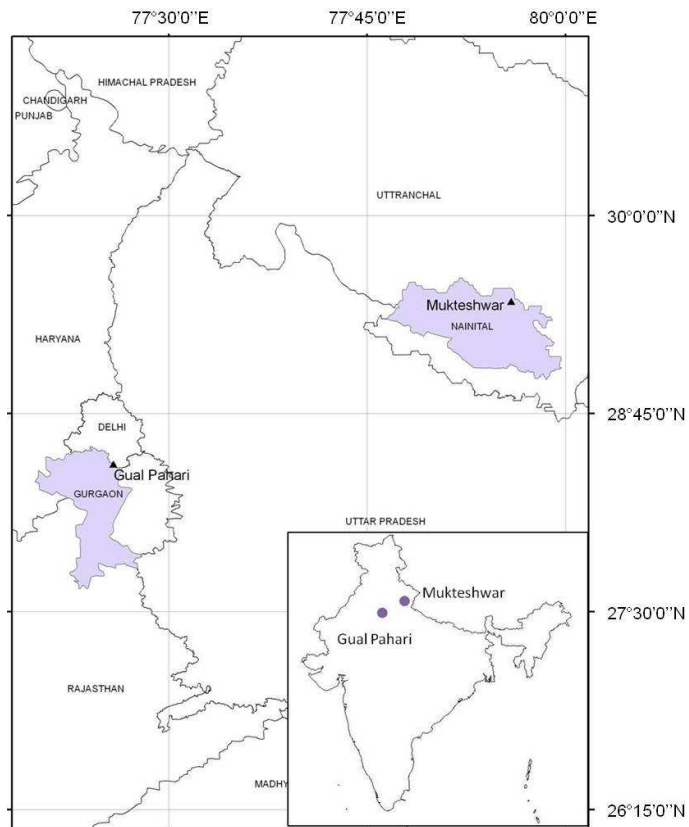 77°30'0''E 77°45'0''E 80°0'0''E
HIMACHAL PRADESH
CHANDIGARH
PUNJAB
UTTRANCHAL
30°0'0''N
Mukteshwar
NAINITAL
HARYANA
28°45'0''N
DELHI
Gual Pahari
GURGAON
UTTAR PRADESH
Mukteshwar
27°30'0''N
Gual Pahari
RAJASTHAN
MADHY
26°15'0''N